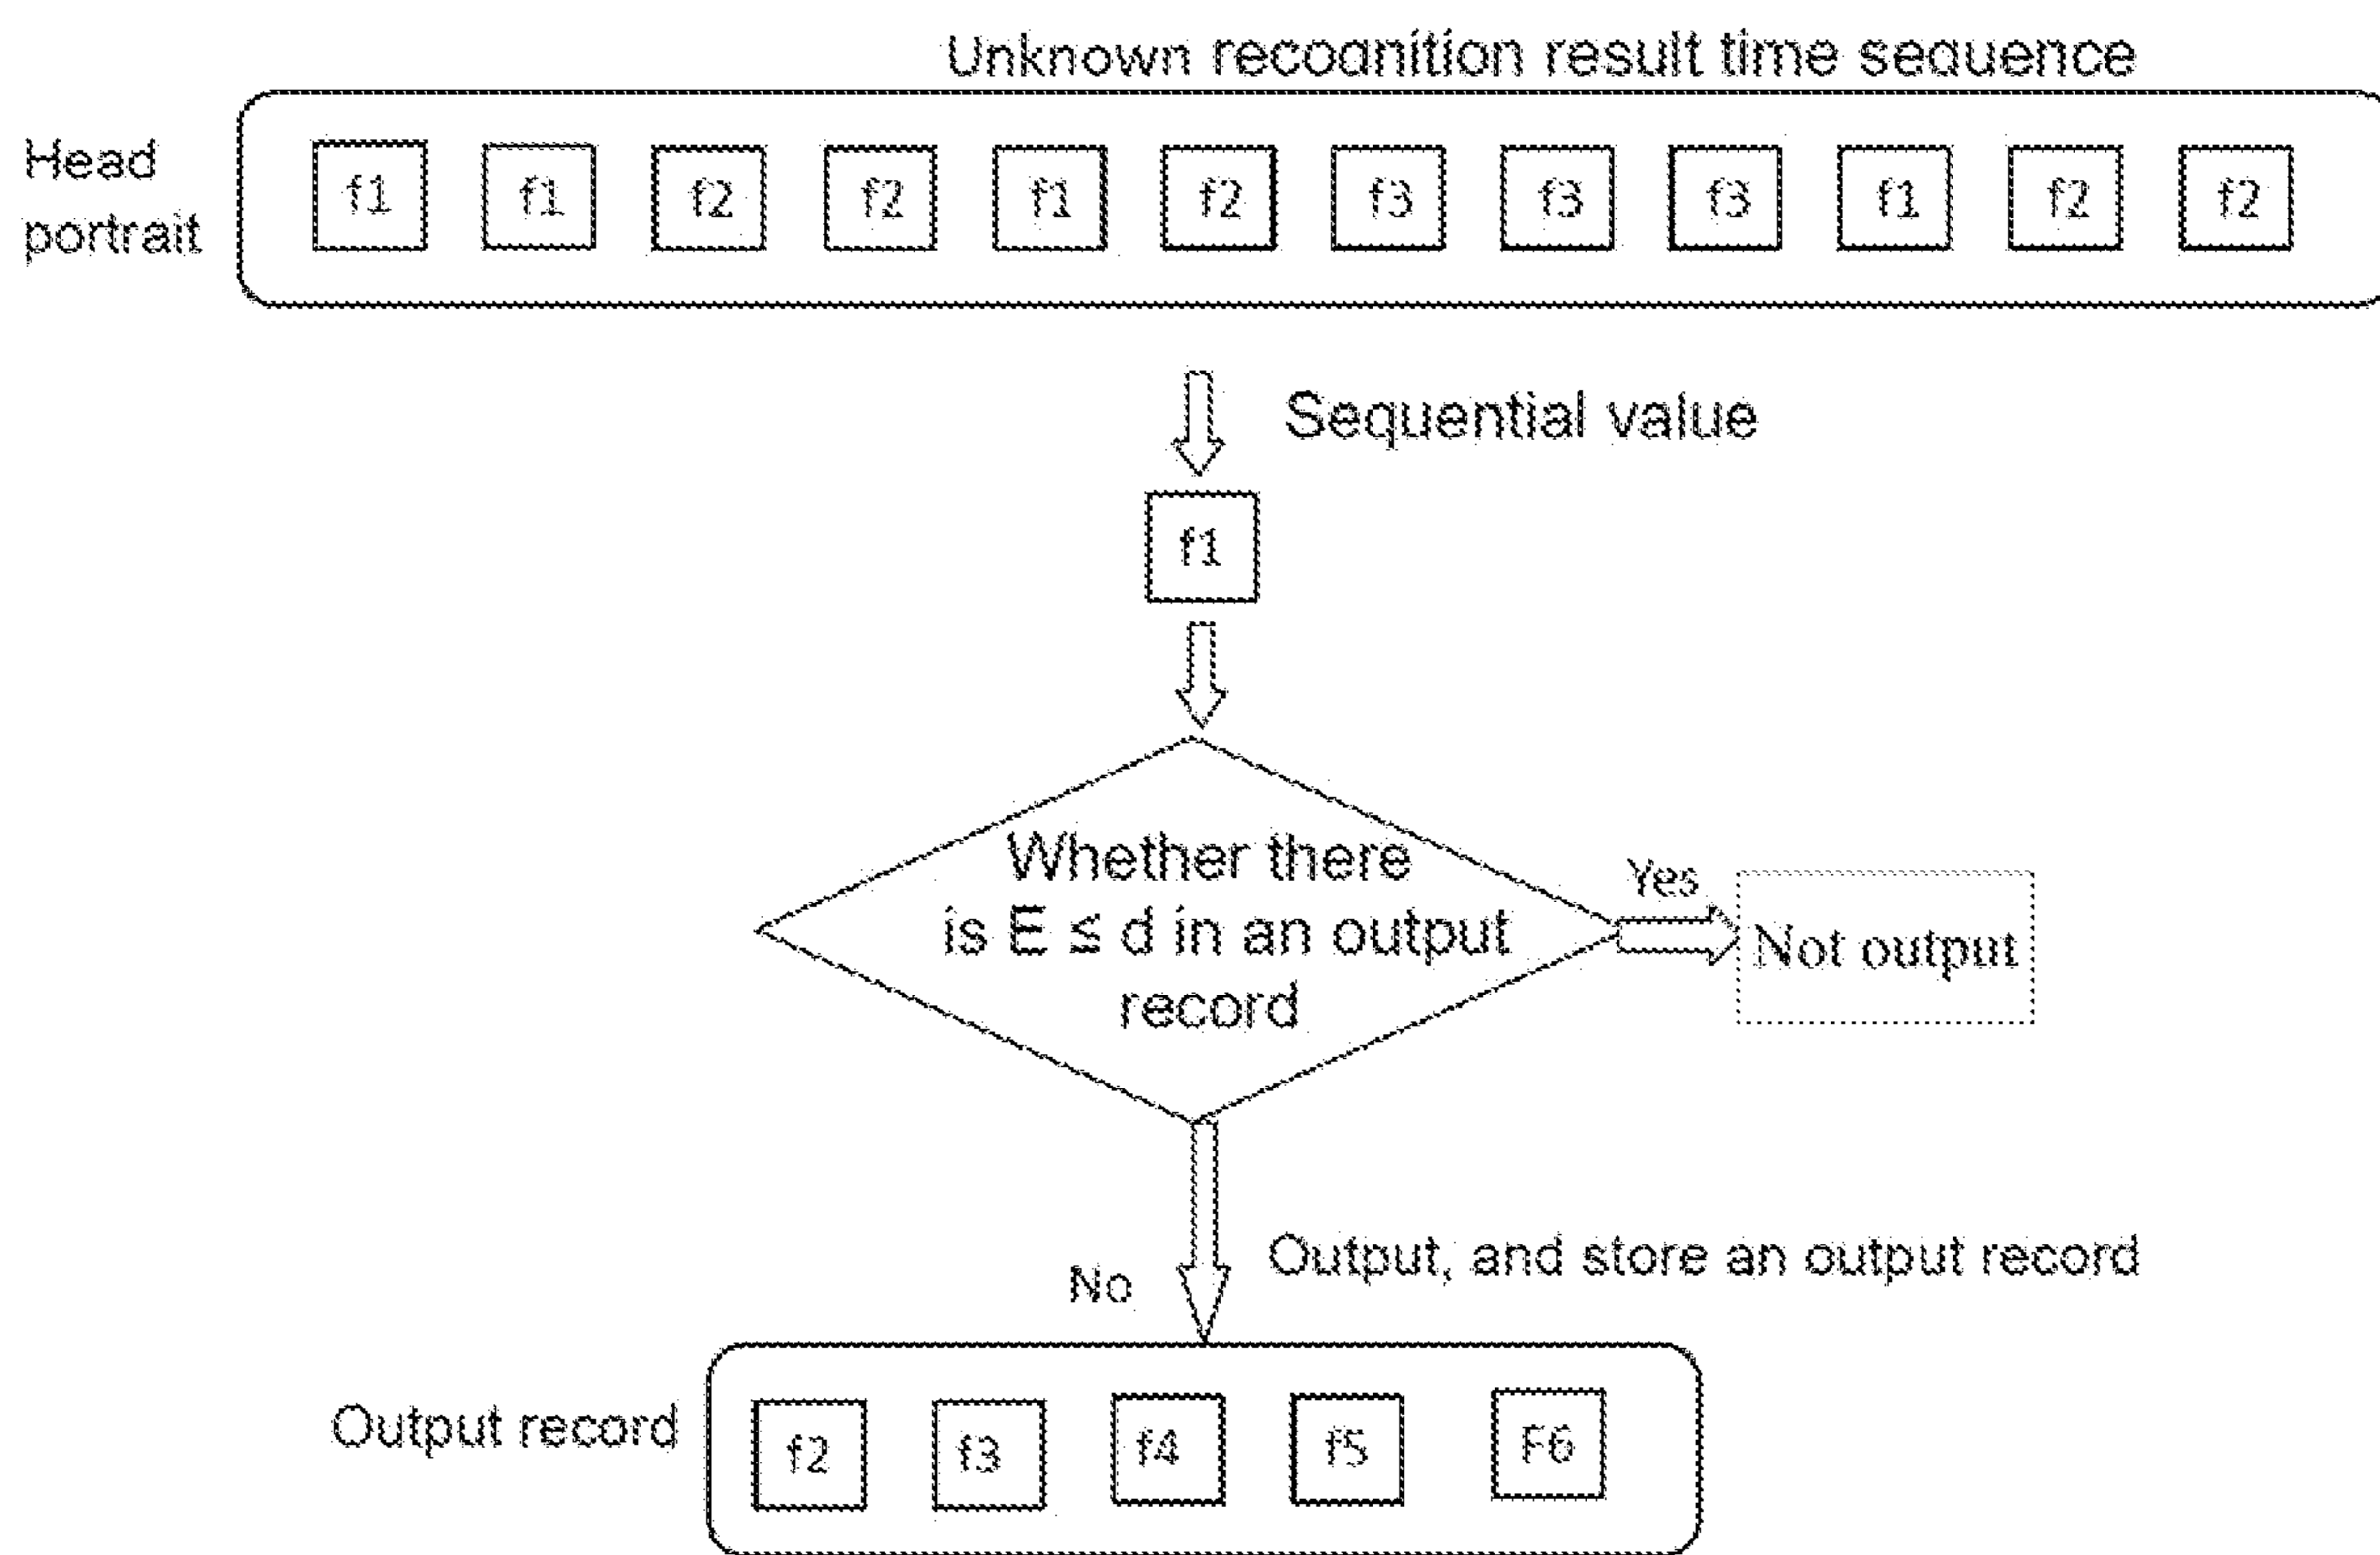 Unknown recognition result time sequence
Head
portrait
f1 f1 f2 f2 f1 f2 f3 f3 f3 f1 f2 f2
Sequential value
f1
Whether there
is E ≤ d in an output
record
Yes
Not output
No
Output, and store an output record
Output record
f2 f3 f4 f5 F6